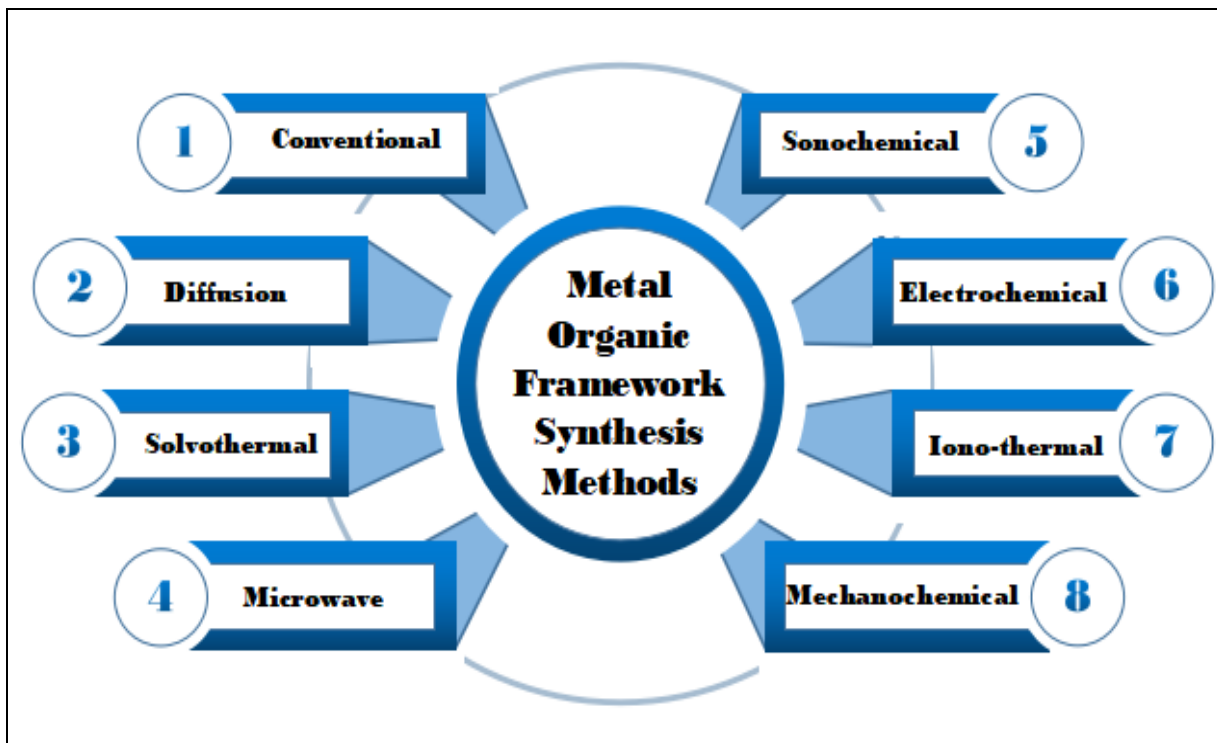 Metal
Organic
Framework
Synthesis
Methods
1
Conventional
2
Diffusion
3
Solvothermal
4
Microwave
5
Sonochemical
6
Electrochemical
7
Iono-thermal
8
Mechanochemical